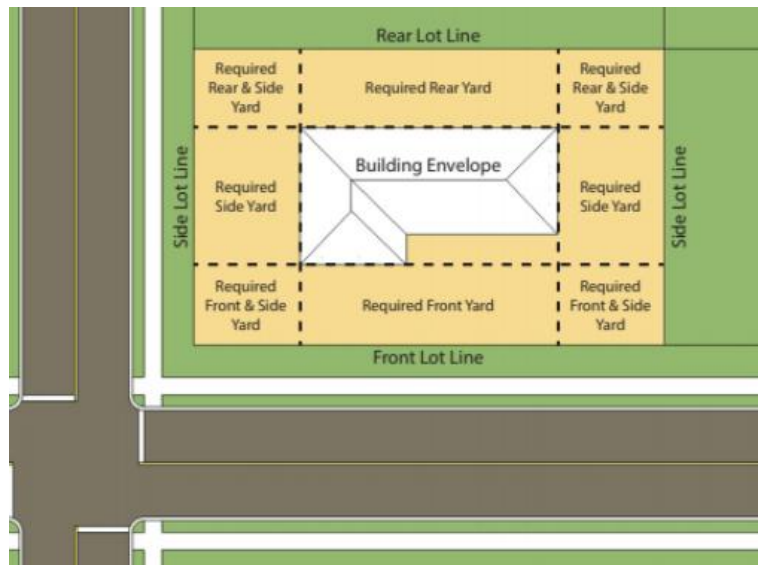 Rear Lot Line
Required
Rear & Side
Yard
Required Rear Yard
Required
Rear & Side
Yard
Side Lot Line
Required
Side Yard
Building Envelope
Required
Side Yard
Side Lot Line
Required
Front & Side
Yard
Required Front Yard
Required
Front & Side
Yard
Front Lot Line